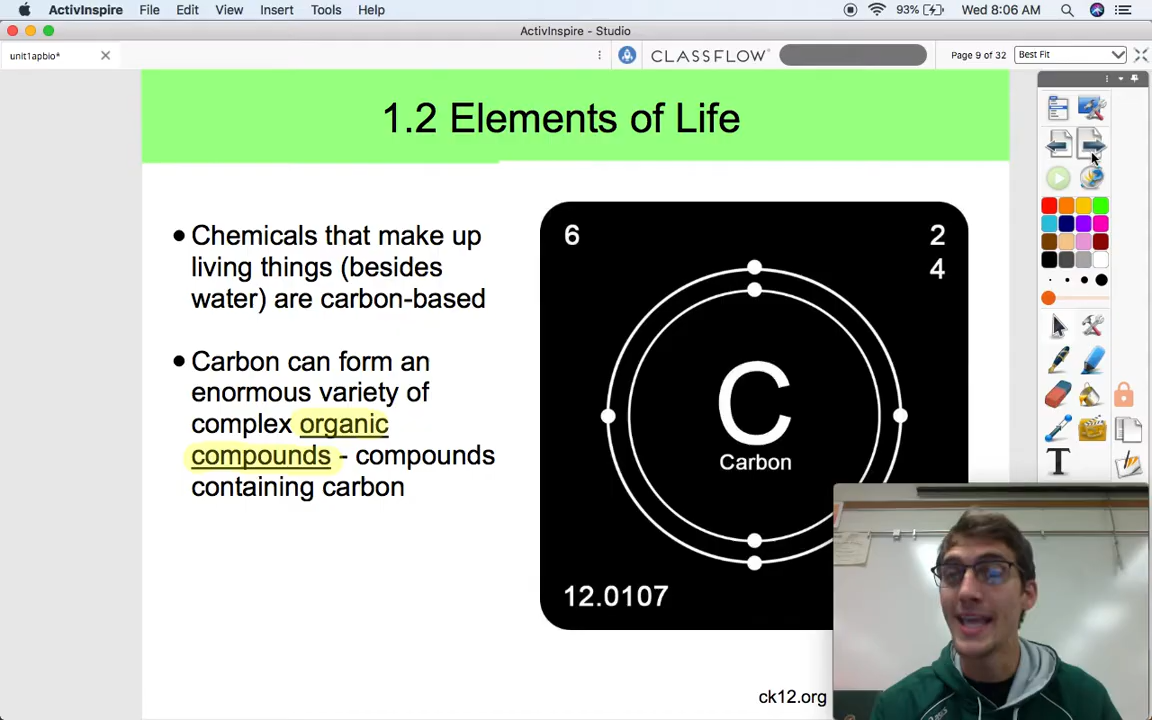 ActivInspire File Edit View Insert Tools Help 93% Wed 8:06 AM
ActivInspire - Studio
unit1apbio* CLASSFLOW Page 9 of 32 Best Fit
1.2 Elements of Life
• Chemicals that make up
living things (besides
water) are carbon-based
• Carbon can form an
enormous variety of
complex organic
compounds - compounds
containing carbon
6 2
4
C
Carbon
12.0107
T
ck12.org